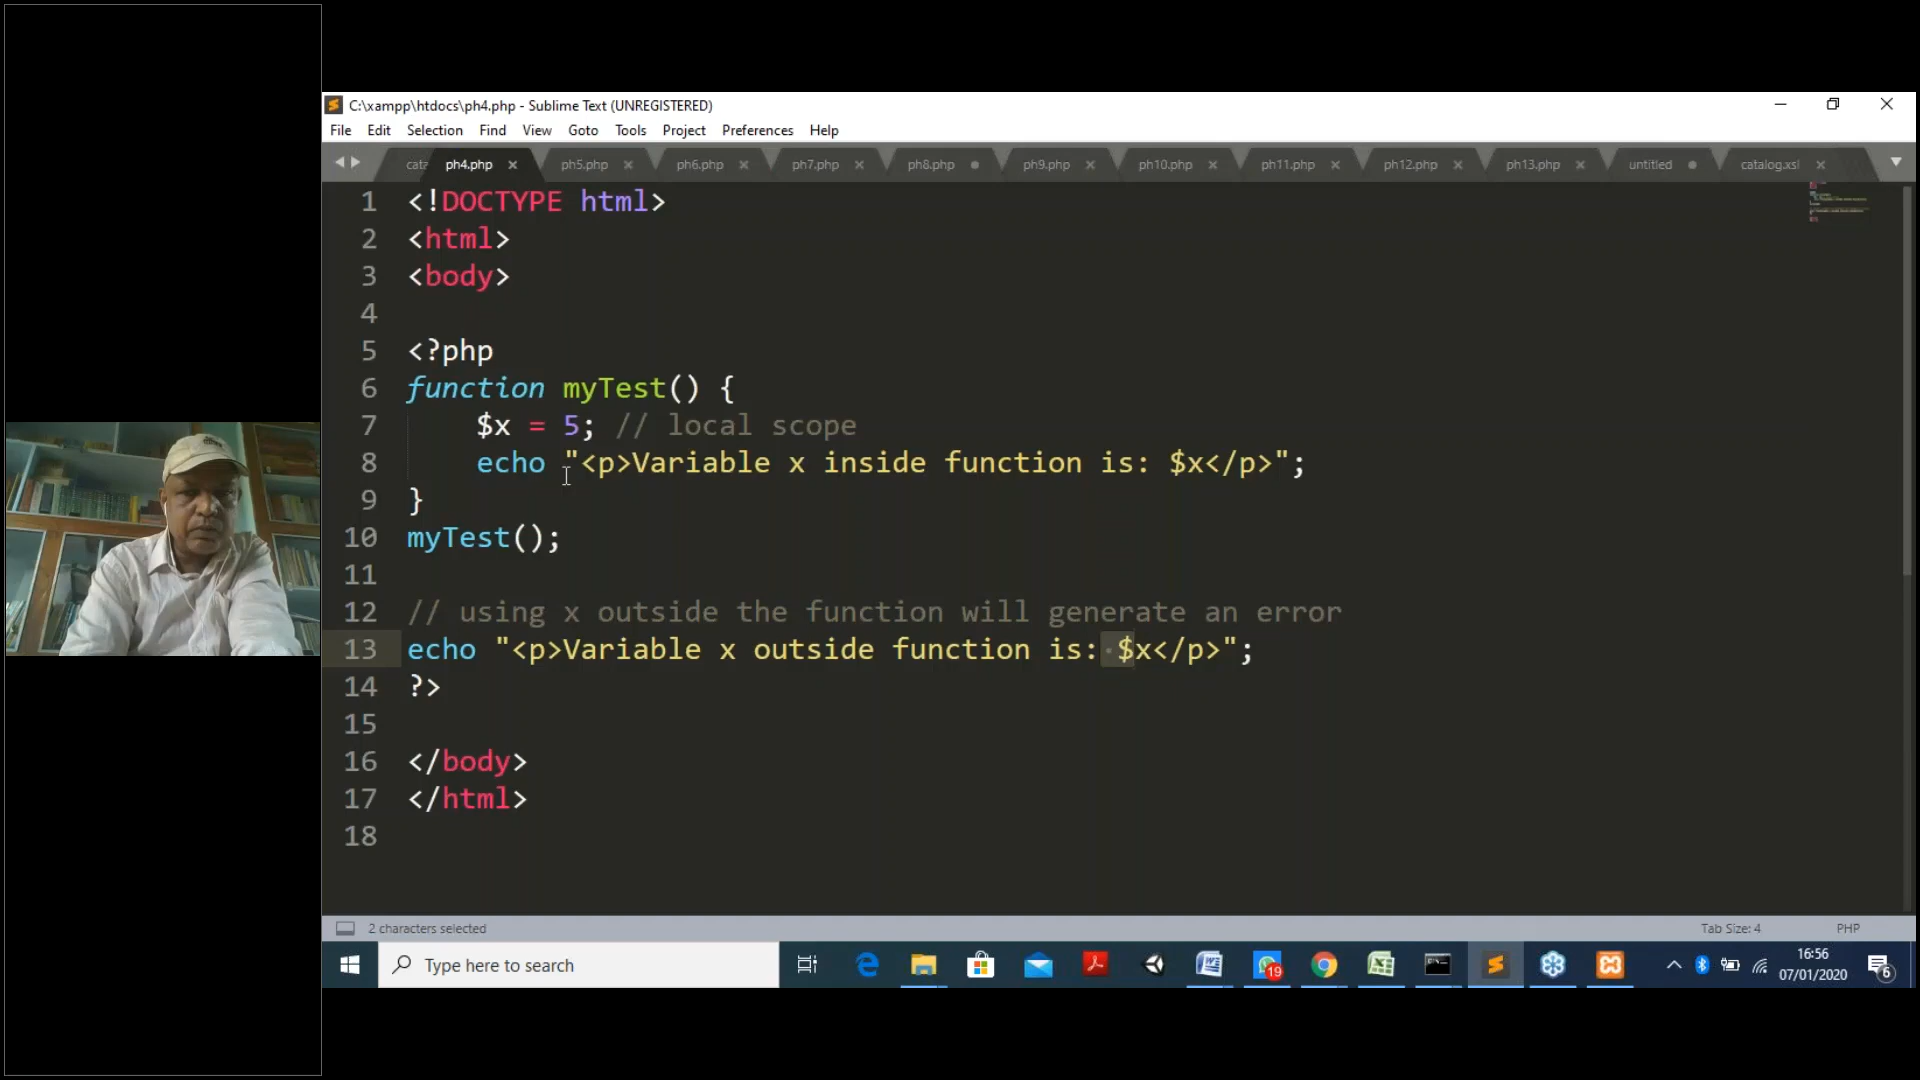 C:\xampp\htdocs\ph4.php - Sublime Text (UNREGISTERED)
File Edit Selection Find View Goto Tools Project Preferences Help
cata ph4.php ph5.php ph6.php ph7.php ph8.php ph9.php ph10.php ph11.php ph12.php ph13.php untitled catalog.xsl
1 <!DOCTYPE html>
2 <html>
3 <body>
4
5 <?php
6 function myTest() {
7 $x = 5; // local scope
8 echo "<p>Variable x inside function is: $x</p>";
9 }
10 myTest();
11
12 // using x outside the function will generate an error
13 echo "<p>Variable x outside function is: $x</p>";
14 ?>
15
16 </body>
17 </html>
18
2 characters selected Tab Size: 4 PHP
Type here to search
19
16:56
07/01/2020
6